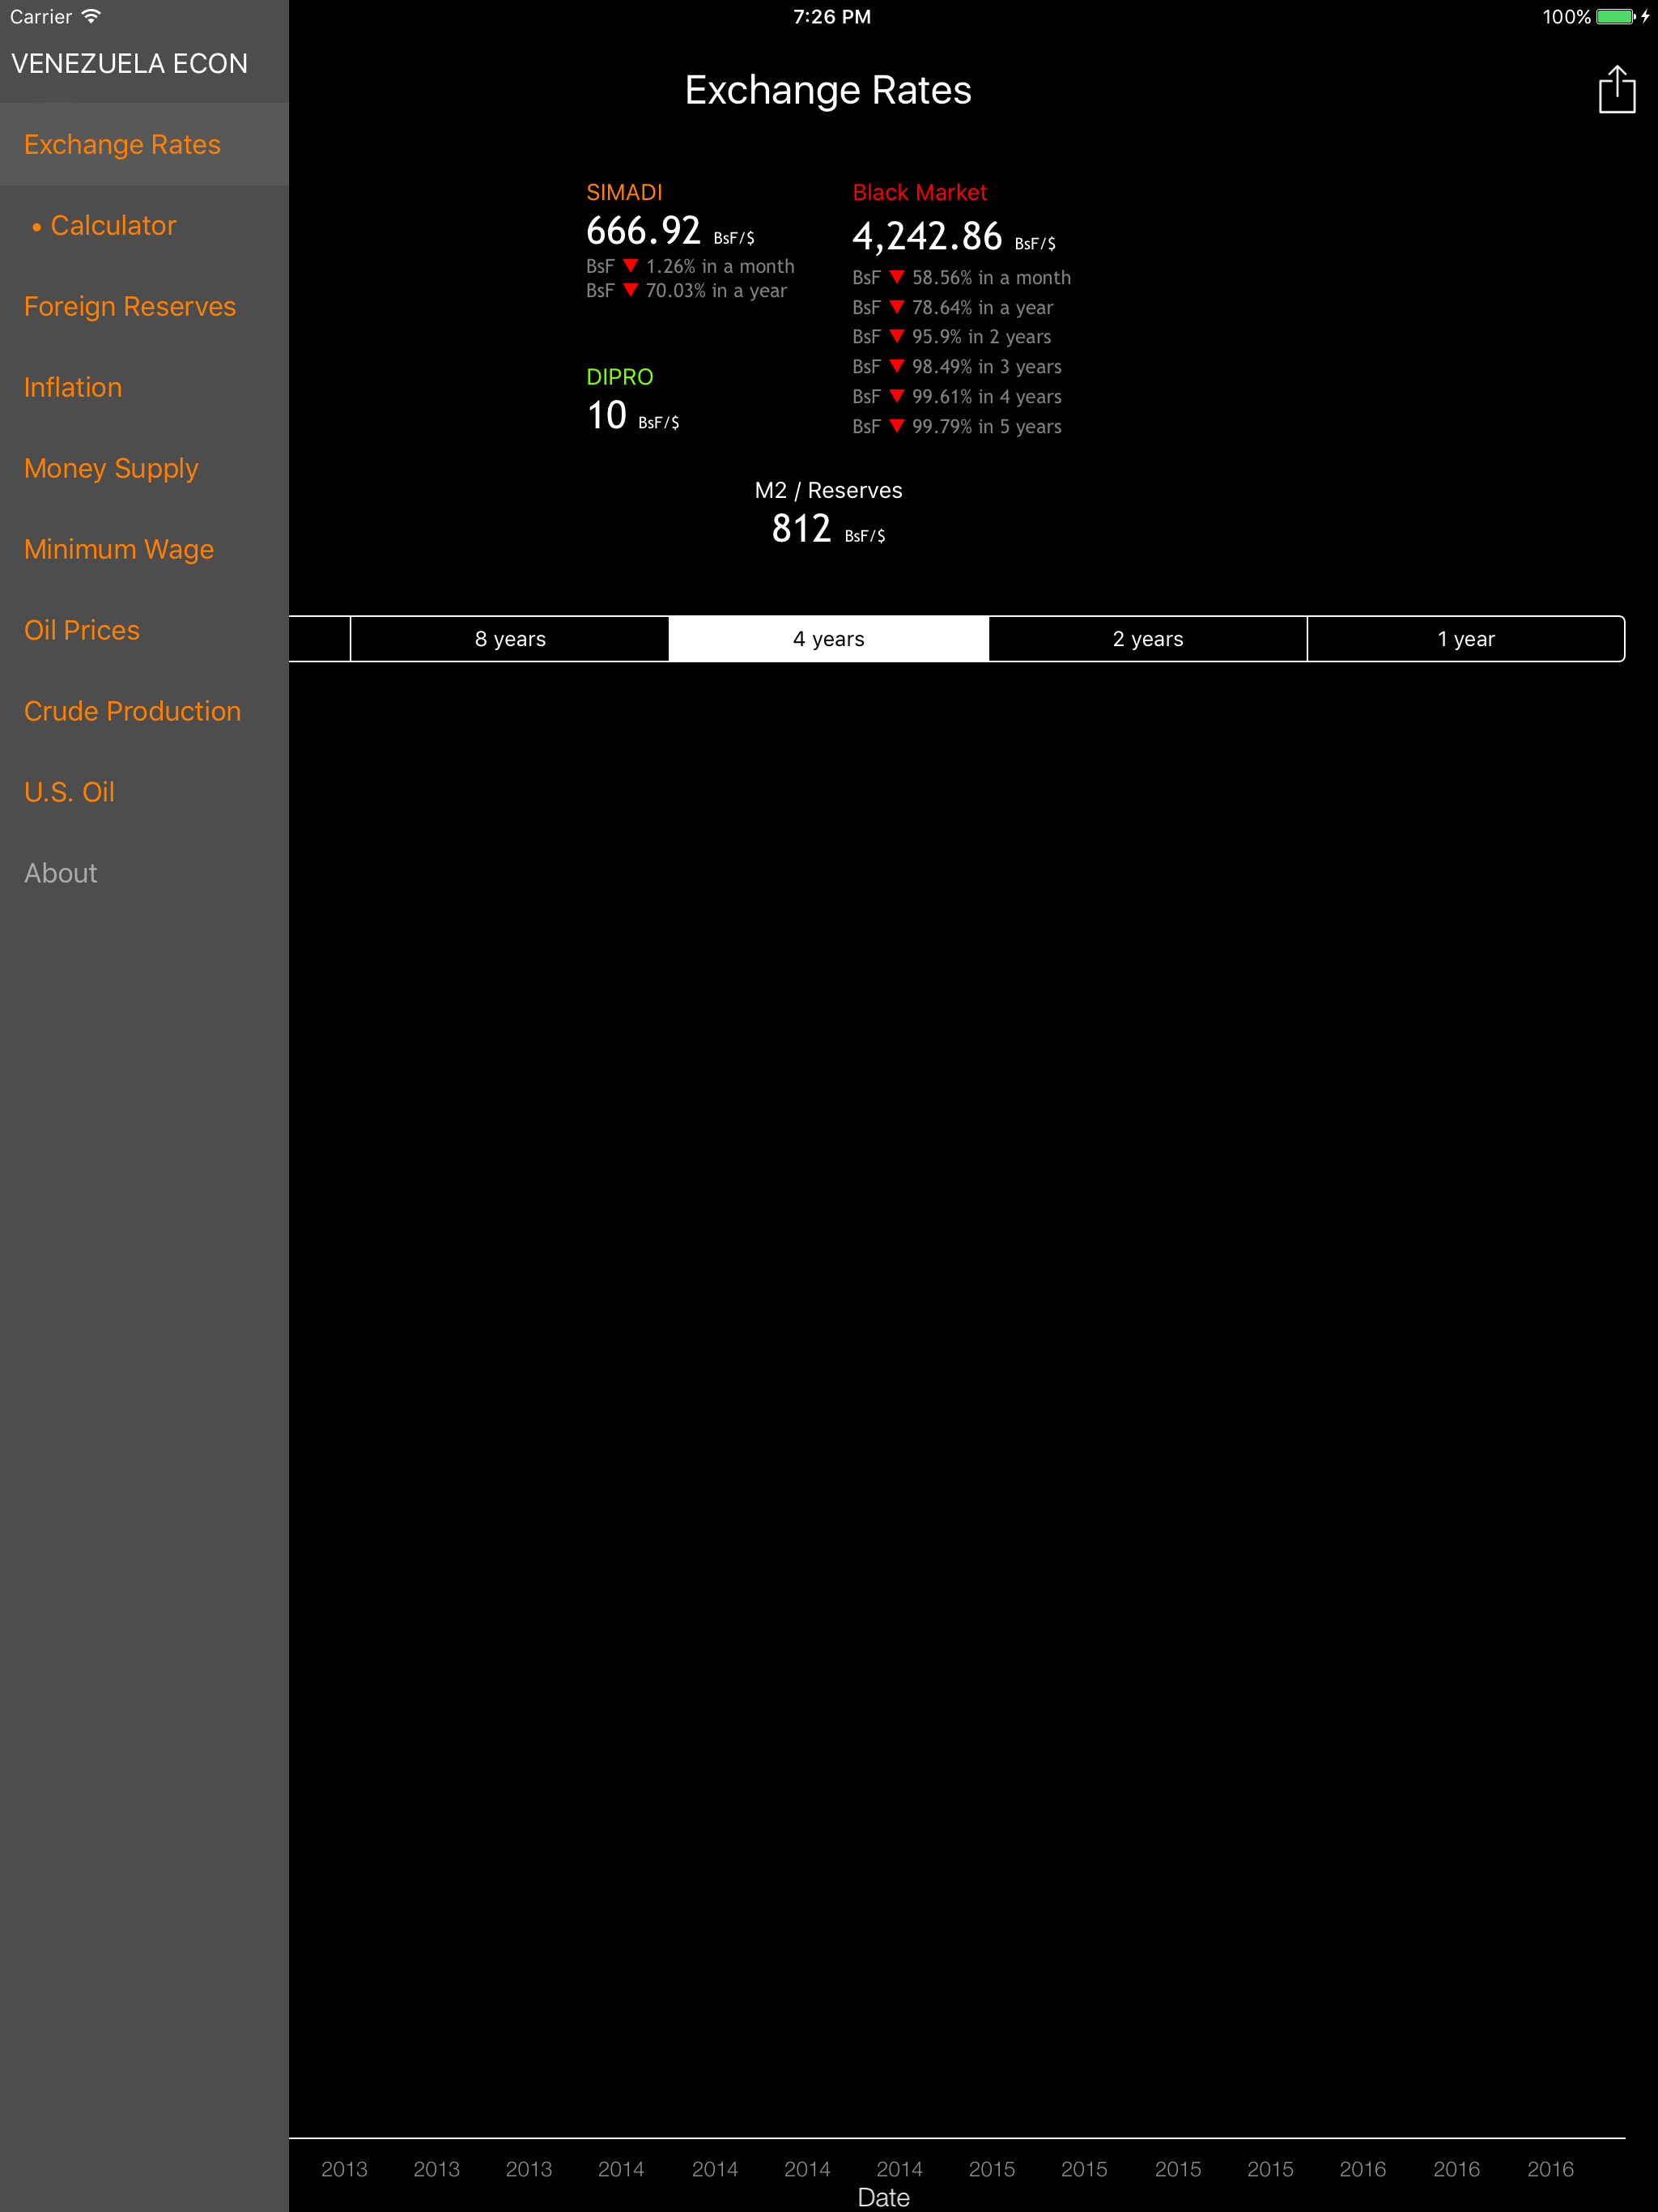 Carrier 7:26 PM 100%
VENEZUELA ECON
Exchange Rates
• Calculator
Foreign Reserves
Inflation
Money Supply
Minimum Wage
Oil Prices
Crude Production
U.S. Oil
About
Exchange Rates
SIMADI
666.92 BsF/$
BsF ▼ 1.26% in a month
BsF ▼ 70.03% in a year
DIPRO
10 BsF/$
Black Market
4,242.86 BsF/$
BsF ▼ 58.56% in a month
BsF ▼ 78.64% in a year
BsF ▼ 95.9% in 2 years
BsF ▼ 98.49% in 3 years
BsF ▼ 99.61% in 4 years
BsF ▼ 99.79% in 5 years
M2 / Reserves
812 BsF/$
8 years 4 years 2 years 1 year
2013 2013 2013 2014 2014 2014 2014 2015 2015 2015 2015 2016 2016 2016
Date